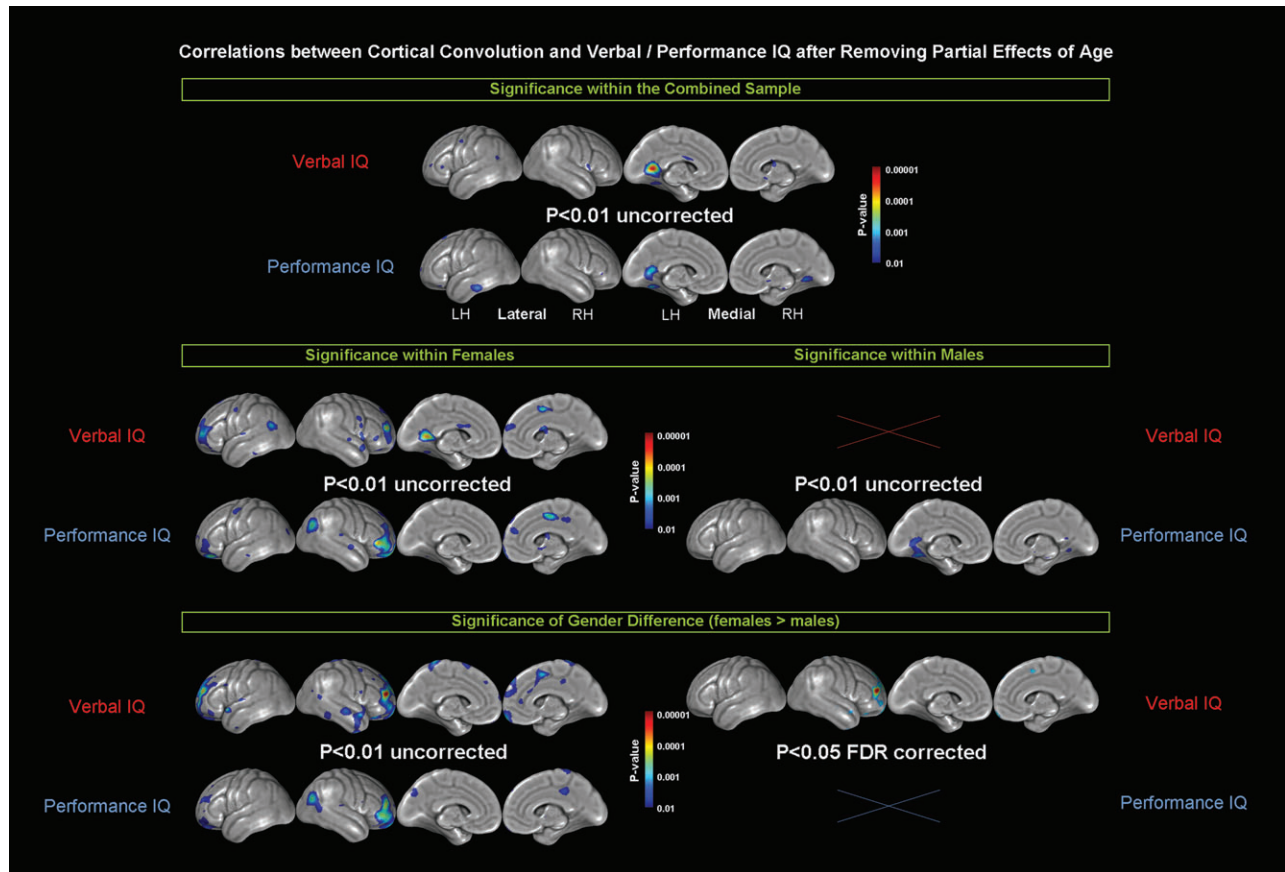 Correlations between Cortical Convolution and Verbal / Performance IQ after Removing Partial Effects of Age
Significance within the Combined Sample
Verbal IQ
P<0.01 uncorrected
Performance IQ
LH Lateral RH LH Medial RH
P-value
0.00001
0.0001
0.001
0.01
Significance within Females
Significance within Males
Verbal IQ
P<0.01 uncorrected
Performance IQ
P-value
0.00001
0.0001
0.001
0.01
Verbal IQ
P<0.01 uncorrected
Performance IQ
Significance of Gender Difference (females > males)
Verbal IQ
P<0.01 uncorrected
Performance IQ
P-value
0.00001
0.0001
0.001
0.01
Verbal IQ
P<0.05 FDR corrected
Performance IQ